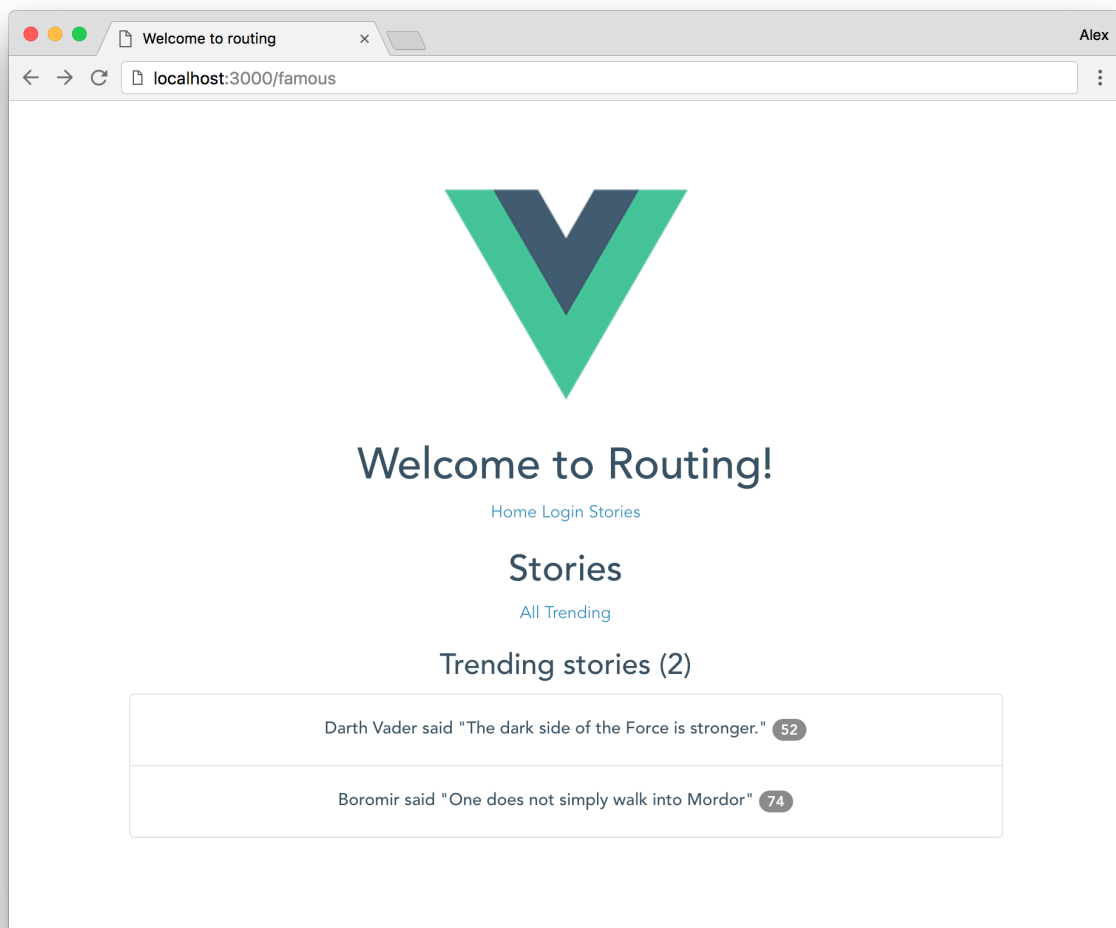 Welcome to routing
Alex
localhost:3000/famous
Welcome to Routing!
Home Login Stories
Stories
All Trending
Trending stories (2)
Darth Vader said "The dark side of the Force is stronger." 52
Boromir said "One does not simply walk into Mordor" 74